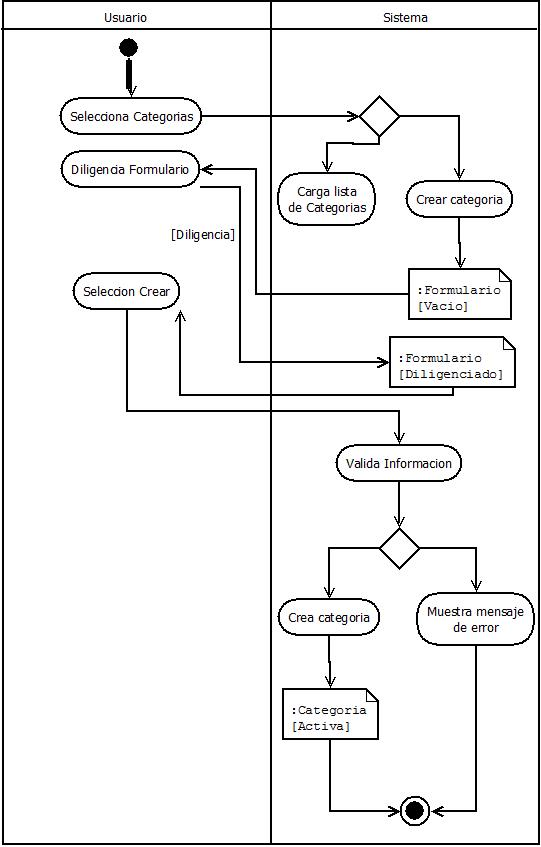 Usuario
Sistema
Selecciona Categorias
Diligencia Formulario
Carga lista
de Categorias
Crear categoria
[Diligencia]
Seleccion Crear
:Formulario
[Vacio]
:Formulario
[Diligenciado]
Valida Informacion
Crea categoria
Muestra mensaje
de error
:Categoria
[Activa]